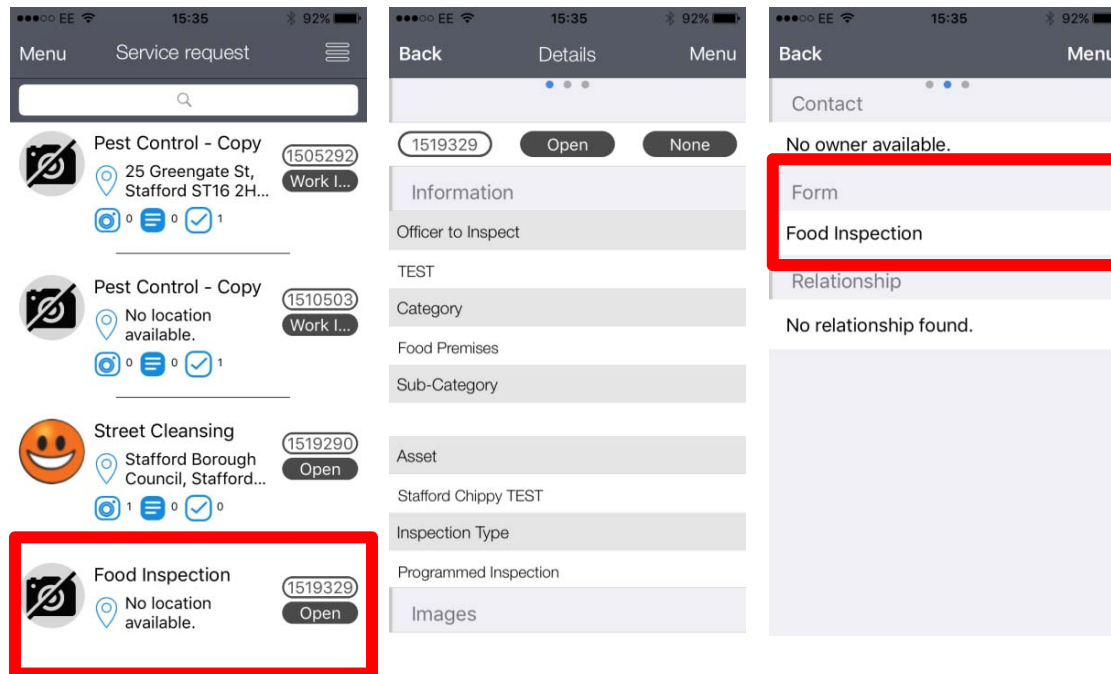 EE 15:35 92%
Menu Service request
Pest Control - Copy
1505292
25 Greengate St,
Stafford ST16 2H...
Work I...
0 0 1
Pest Control - Copy
1510503
No location
available.
Work I...
0 0 1
Street Cleansing
1519290
Stafford Borough
Council, Stafford...
Open
1 0 0
Food Inspection
1519329
No location
available.
Open
EE 15:35 92%
Back Details Menu
1519329 Open None
Information
Officer to Inspect
TEST
Category
Food Premises
Sub-Category
Asset
Stafford Chippy TEST
Inspection Type
Programmed Inspection
Images
EE 15:35 92%
Back Menu
Contact
No owner available.
Form
Food Inspection
Relationship
No relationship found.